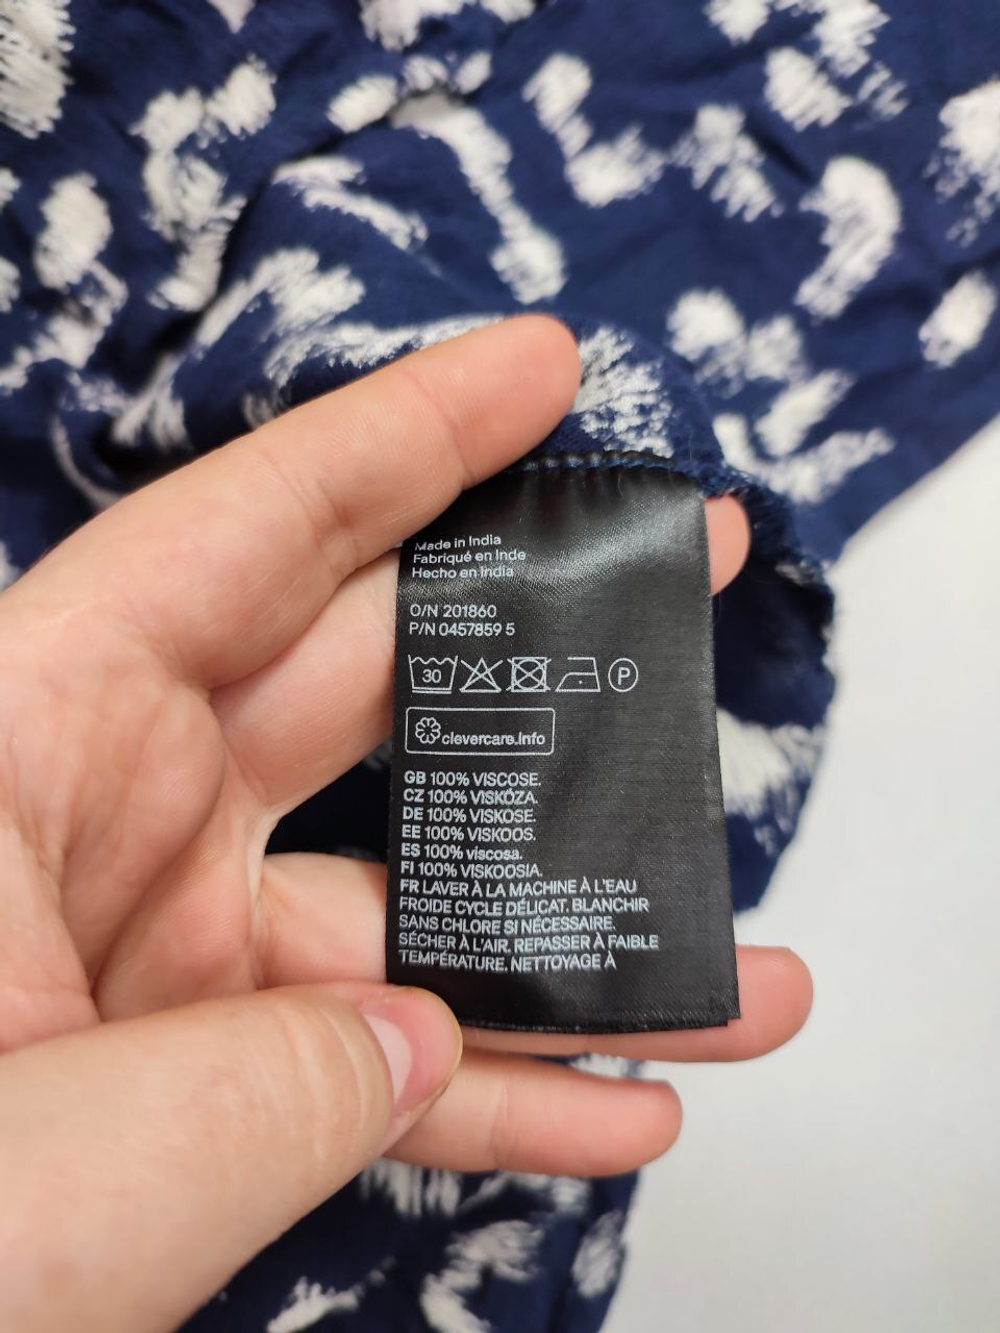 Made in India
Fabriqué en Inde
Hecho en India
O/N 201860
P/N 0457859 5
30
P
clevercare.info
GB 100% VISCOSE.
CZ 100% VISKÓZA.
DE 100% VISKOSE.
EE 100% VISKOOS.
ES 100% viscosa.
FI 100% VISKOOSIA.
FR LAVER À LA MACHINE À L'EAU
FROIDE CYCLE DÉLICAT. BLANCHIR
SANS CHLORE SI NÉCESSAIRE.
SÉCHER À L'AIR. REPASSER À FAIBLE
TEMPÉRATURE. NETTOYAGE À